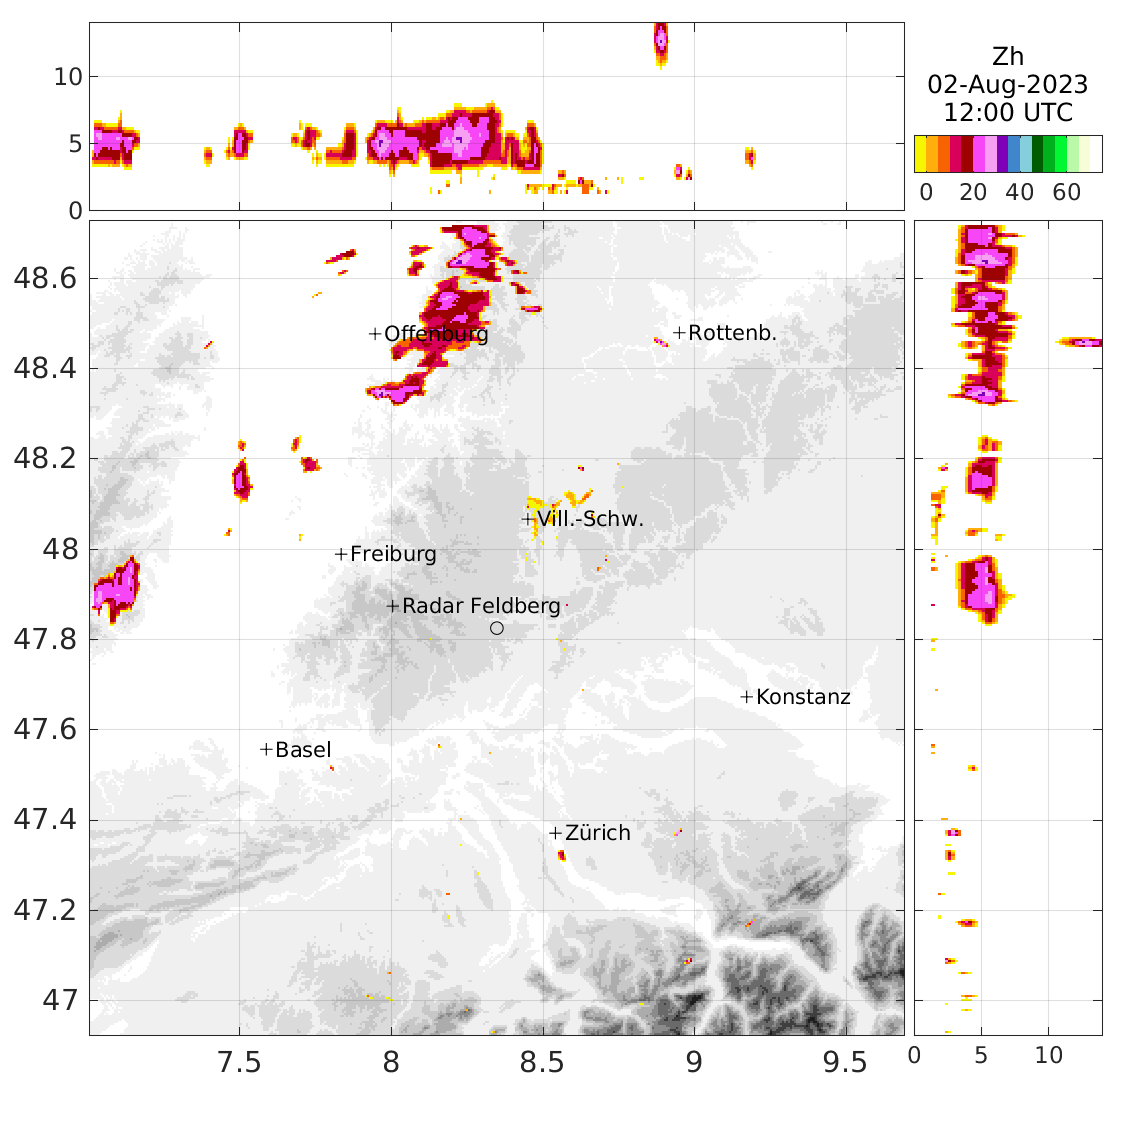 10
5
0
Zh
02-Aug-2023
12:00 UTC
0 20 40 60
48.6
48.4
48.2
48
47.8
47.6
47.4
47.2
47
Offenburg
Rottenb.
Vill.-Schw.
Freiburg
Radar Feldberg
Konstanz
Basel
Zürich
7.5 8 8.5 9 9.5
0 5 10